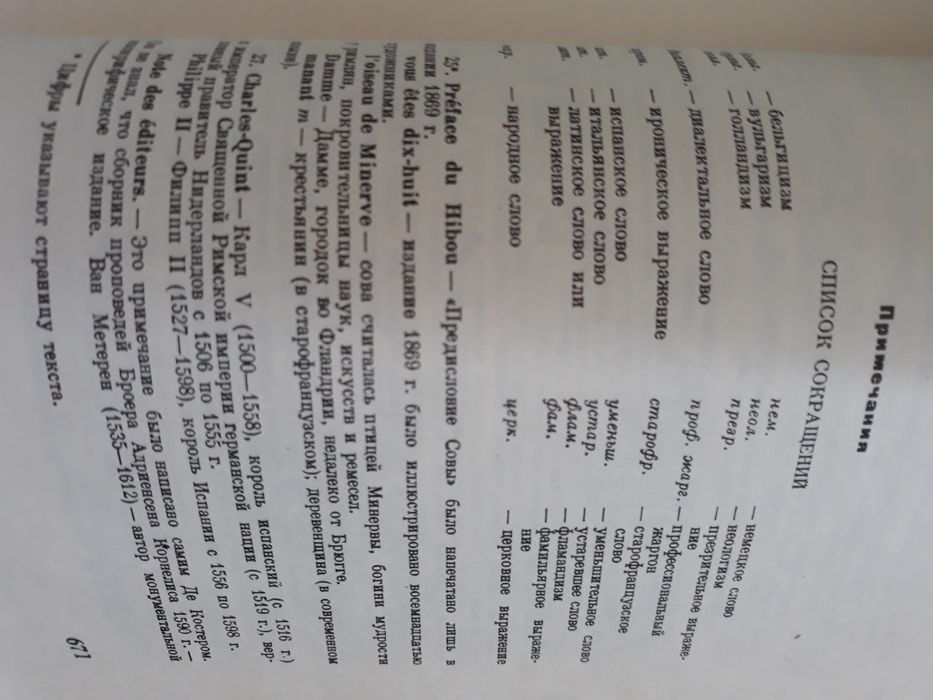 Примечания
СПИСОК СОКРАЩЕНИЙ
— бельгицизм
— вульгаризм
— голландизм
— диалектальное слово
— ироническое выражение
— испанское слово
— итальянское слово
— латинское слово или
выражение
— народное слово
нем. — немецкое слово
неол. — неологизм
презр. — презрительное выраже-
ние
проф. жарг. — профессиональный
жаргон
старофр. — старофранцузское
слово
уменьш. — уменьшительное слово
устар. — устаревшее слово
флам. — фламандизм
фам. — фамильярное выраже-
ние
церк. — церковное выражение
25*. Préface du Hibou — «Предисловие Совы» было напечатано лишь в
издании 1869 г.
vous êtes dix-huit — издание 1869 г. было иллюстрировано восемнадцатью
художниками.
l'oiseau de Minerve — сова считалась птицей Минервы, богини мудрости
у римлян, покровительницы наук, искусств и ремесел.
Damme — Дамме, городок во Фландрии, недалеко от Брюгге.
manant m — крестьянин (в старофранцузском); деревенщина (в современном
27. Charles-Quint — Карл V (1500—1558), король испанский (с 1516 г.)
император Священной Римской империи германской нации (с 1519 г.), вер-
правитель Нидерландов с 1506 по 1555 г.
Philippe II — Филипп II (1527—1598), король Испании с 1556 по 1598 г.
Note des éditeurs. — Это примечание было написано самим Де Костером.
не знал, что сборник проповедей Броера Адриенсена Корнелиса 1590 г. —
издание. Ван Метерен (1535—1612) — автор монументальной
* Цифры указывают страницу текста.
671